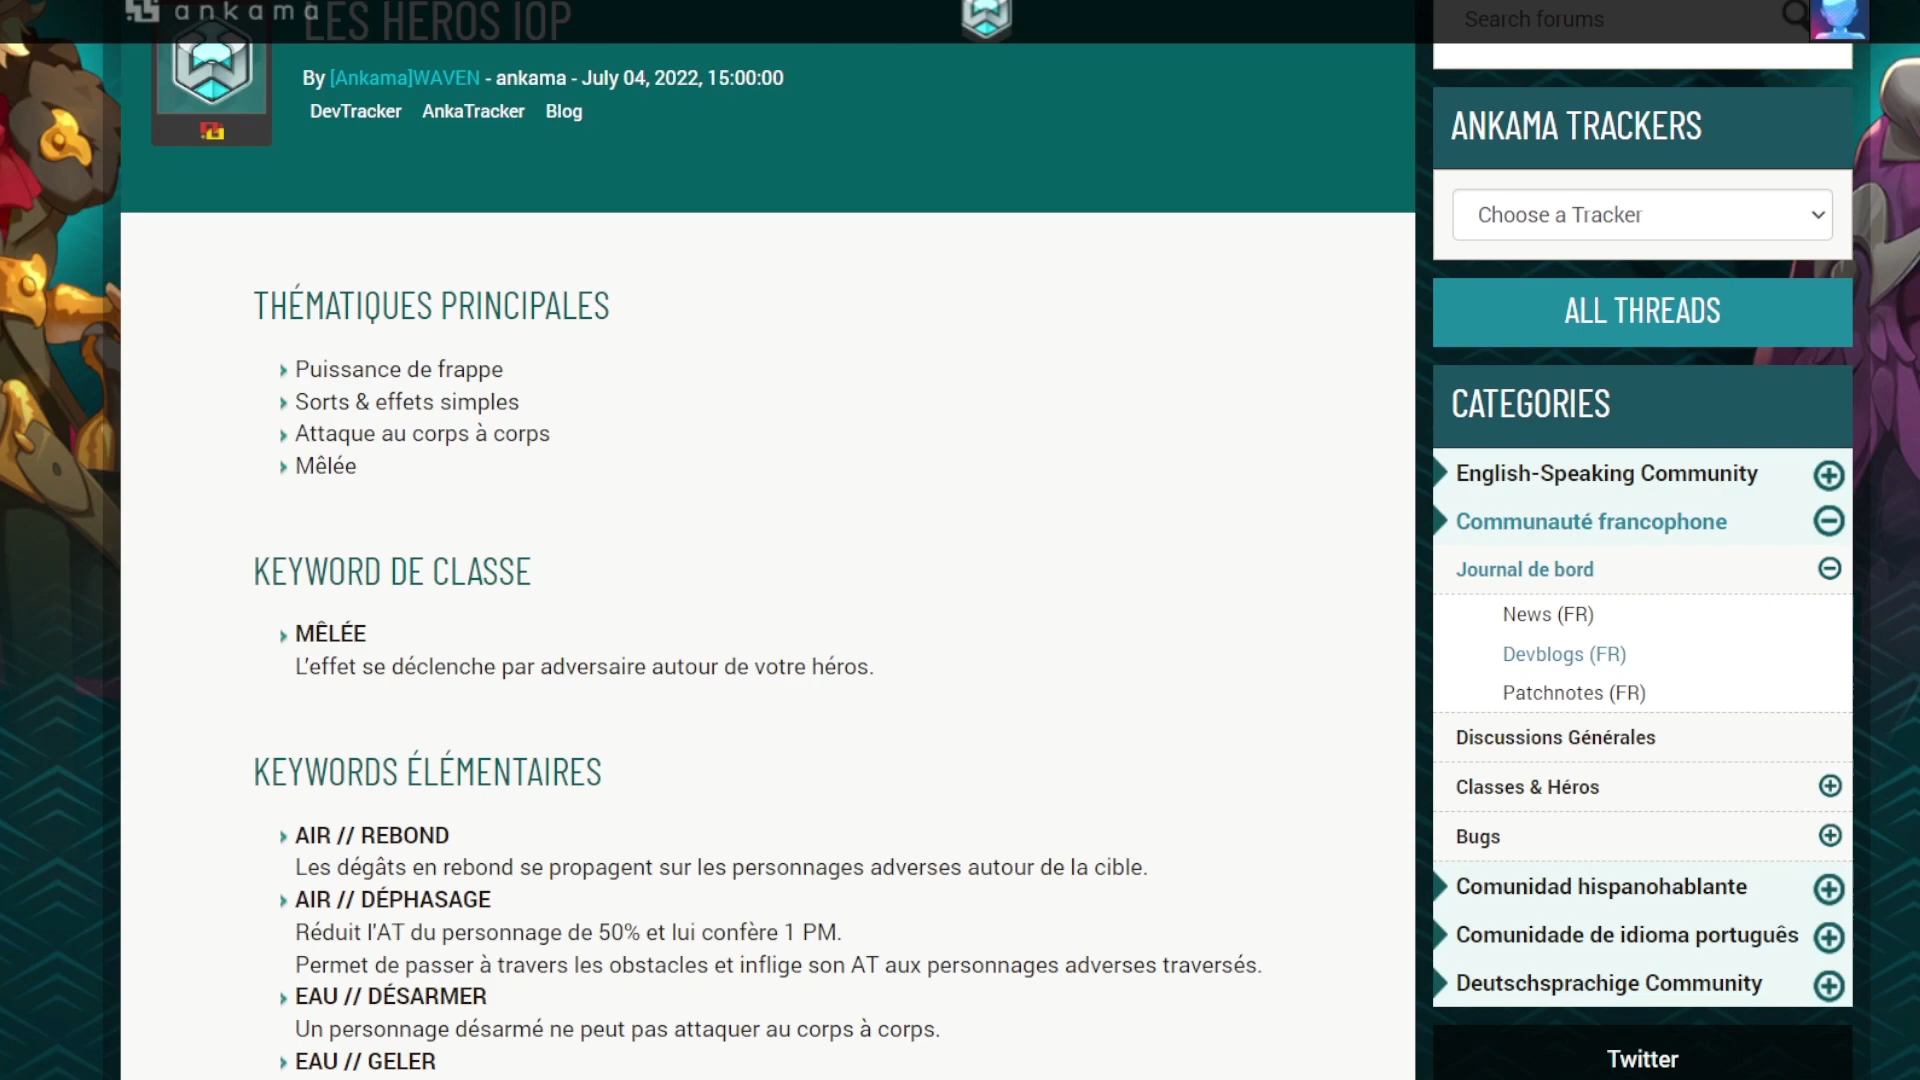 ankama
LES HÉROS IOP
By [Ankama]WAVEN - ankama - July 04, 2022, 15:00:00
DevTracker AnkaTracker Blog
THÉMATIQUES PRINCIPALES
Puissance de frappe
Sorts & effets simples
Attaque au corps à corps
Mêlée
KEYWORD DE CLASSE
MÊLÉE
L’effet se déclenche par adversaire autour de votre héros.
KEYWORDS ÉLÉMENTAIRES
AIR // REBOND
Les dégâts en rebond se propagent sur les personnages adverses autour de la cible.
AIR // DÉPHASAGE
Réduit l'AT du personnage de 50% et lui confère 1 PM.
Permet de passer à travers les obstacles et inflige son AT aux personnages adverses traversés.
EAU // DÉSARMER
Un personnage désarmé ne peut pas attaquer au corps à corps.
EAU // GELER
Search forums
ANKAMA TRACKERS
Choose a Tracker
ALL THREADS
CATEGORIES
English-Speaking Community
Communauté francophone
Journal de bord
News (FR)
Devblogs (FR)
Patchnotes (FR)
Discussions Générales
Classes & Héros
Bugs
Comunidad hispanohablante
Comunidade de idioma português
Deutschsprachige Community
Twitter